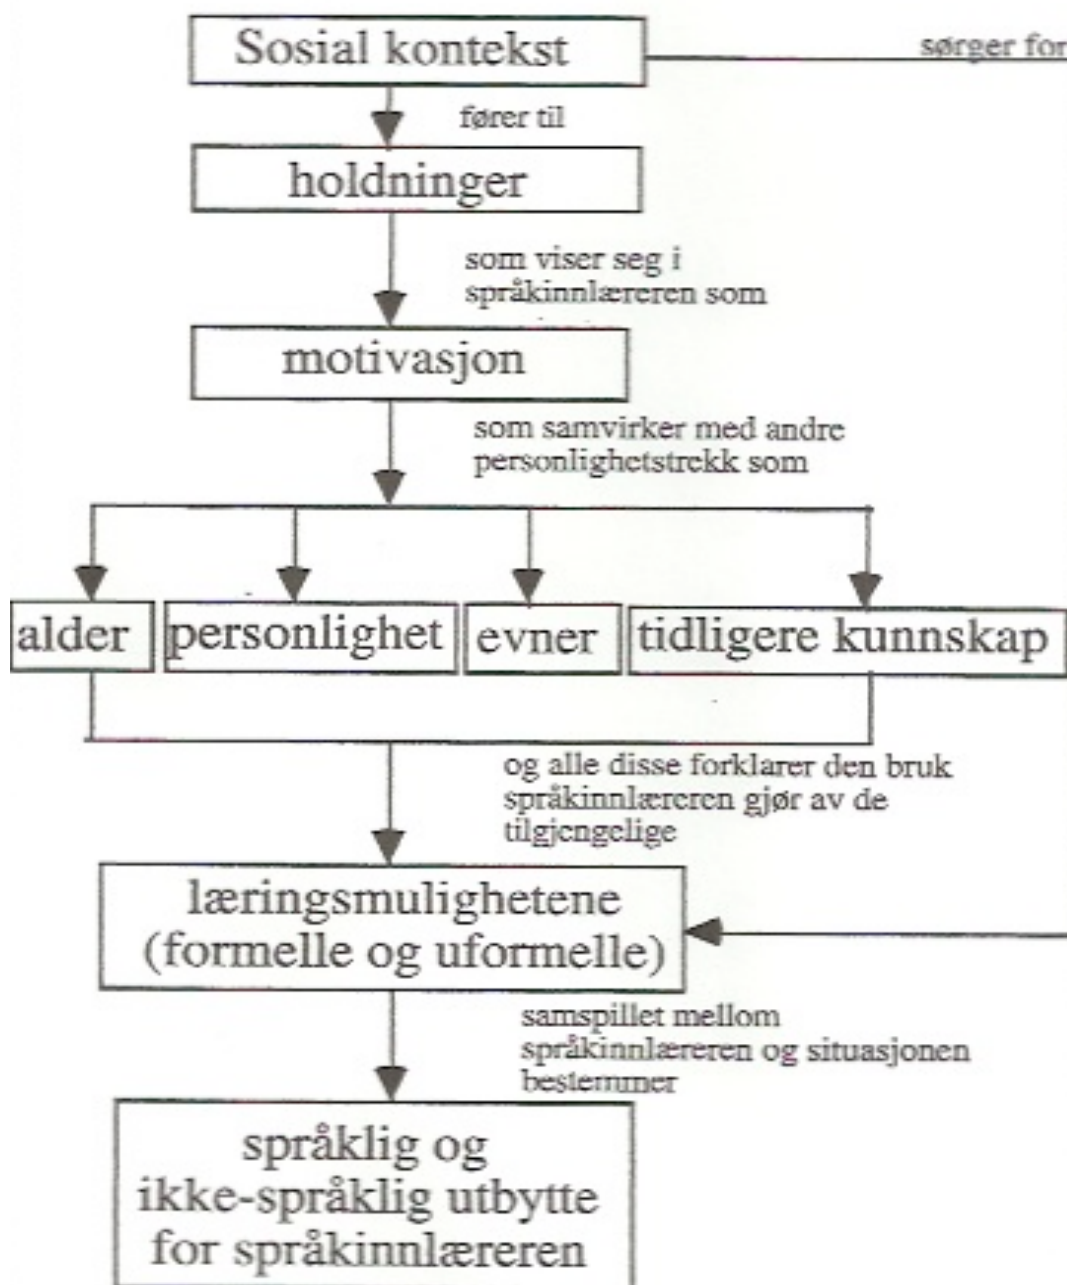 Sosial kontekst
sørger for
fører til
holdninger
som viser seg i
språkinnlæreren som
motivasjon
som samvirker med andre
personlighetstrekk som
alder
personlighet
evner
tidligere kunnskap
og alle disse forklarer den bruk
språkinnlæreren gjør av de
tilgjengelige
læringsmulighetene
(formelle og uformelle)
samspillet mellom
språkinnlæreren og situasjonen
bestemmer
språklig og
ikke-språklig utbytte
for språkinnlæreren